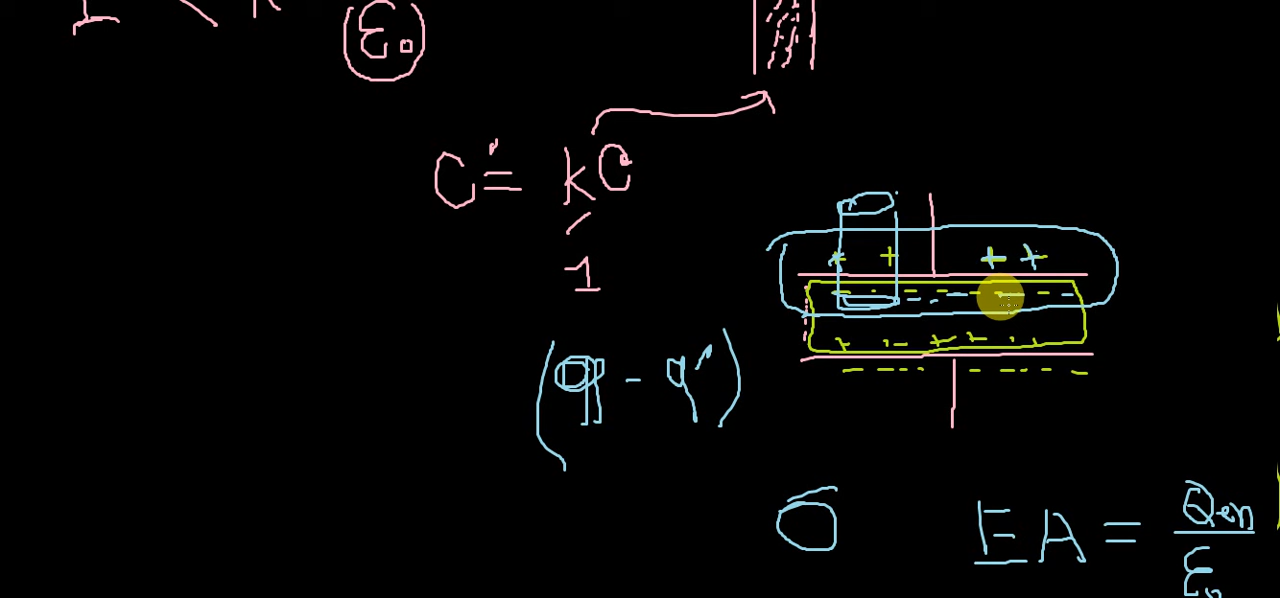 ε₀
C' = kC
1
+ + + +
- - - - - - -
+ - + + - -
- - - - - - - -
(q - q')
σ EA = Qen / ε₀